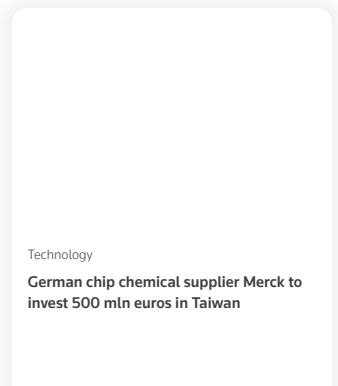 Technology
German chip chemical supplier Merck to
invest 500 mln euros in Taiwan